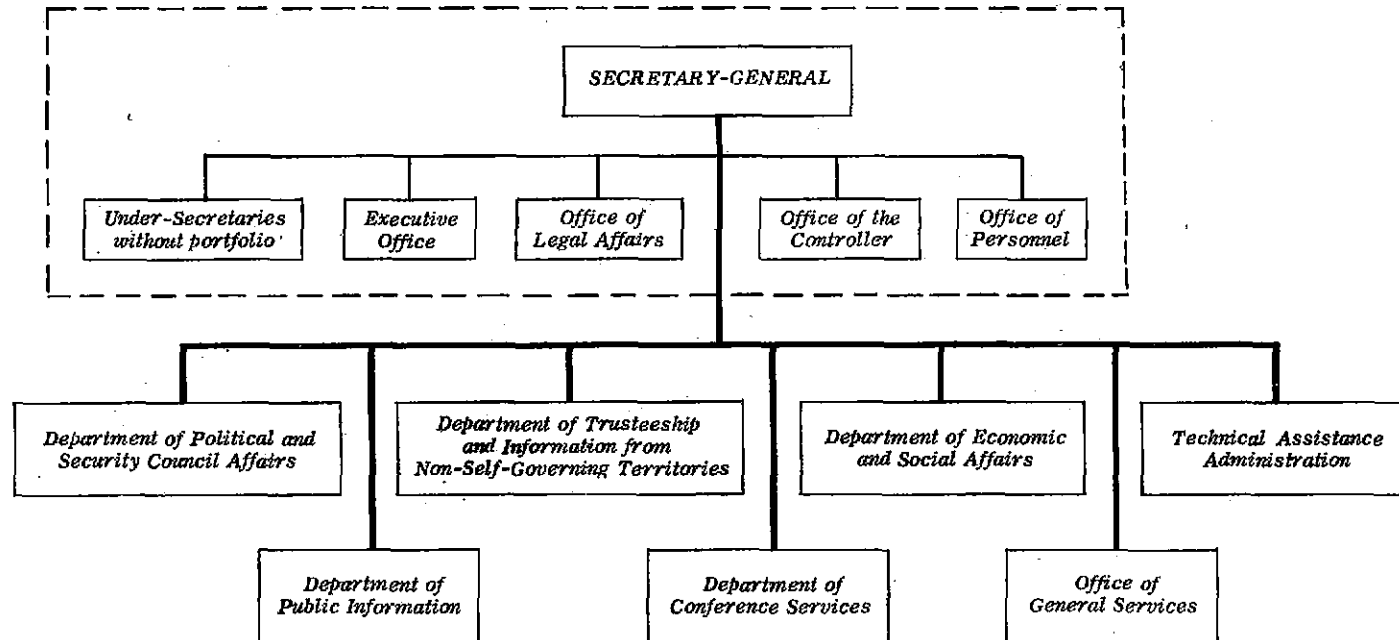 SECRETARY-GENERAL
Under-Secretaries
without portfolio
Executive
Office
Office of
Legal Affairs
Office of the
Controller
Office of
Personnel
Department of Political and
Security Council Affairs
Department of Trusteeship
and Information from
Non-Self-Governing Territories
Department of Economic
and Social Affairs
Technical Assistance
Administration
Department of
Public Information
Department of
Conference Services
Office of
General Services